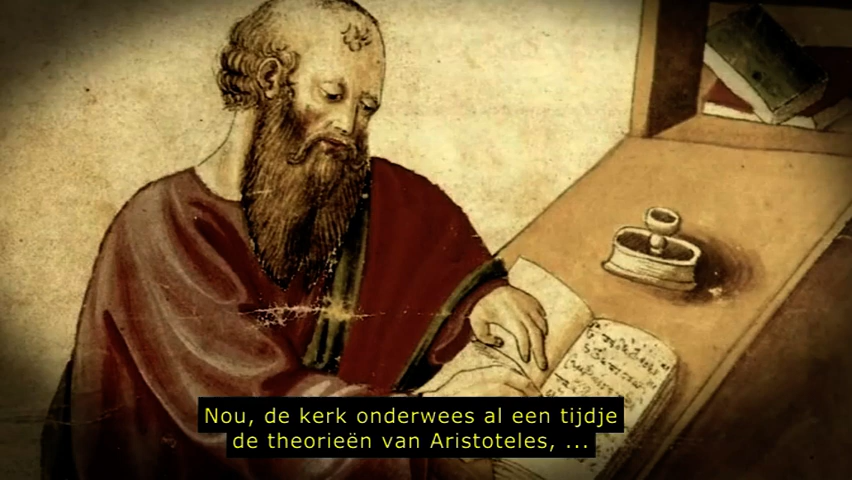 Nou, de kerk onderwees al een tijdje
de theorieën van Aristoteles, ...